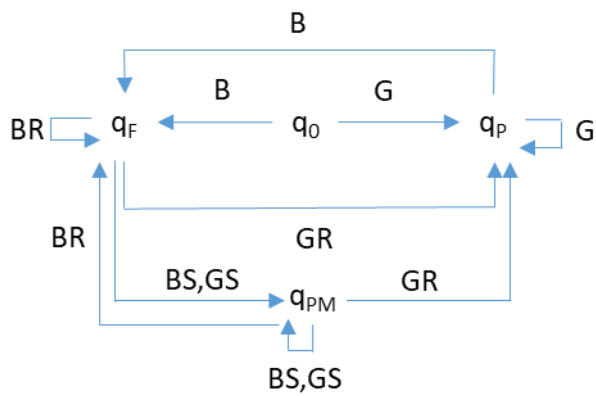 B
B G
BR q_F q_0 q_P G
GR
BR
BS,GS GR
q_PM
BS,GS